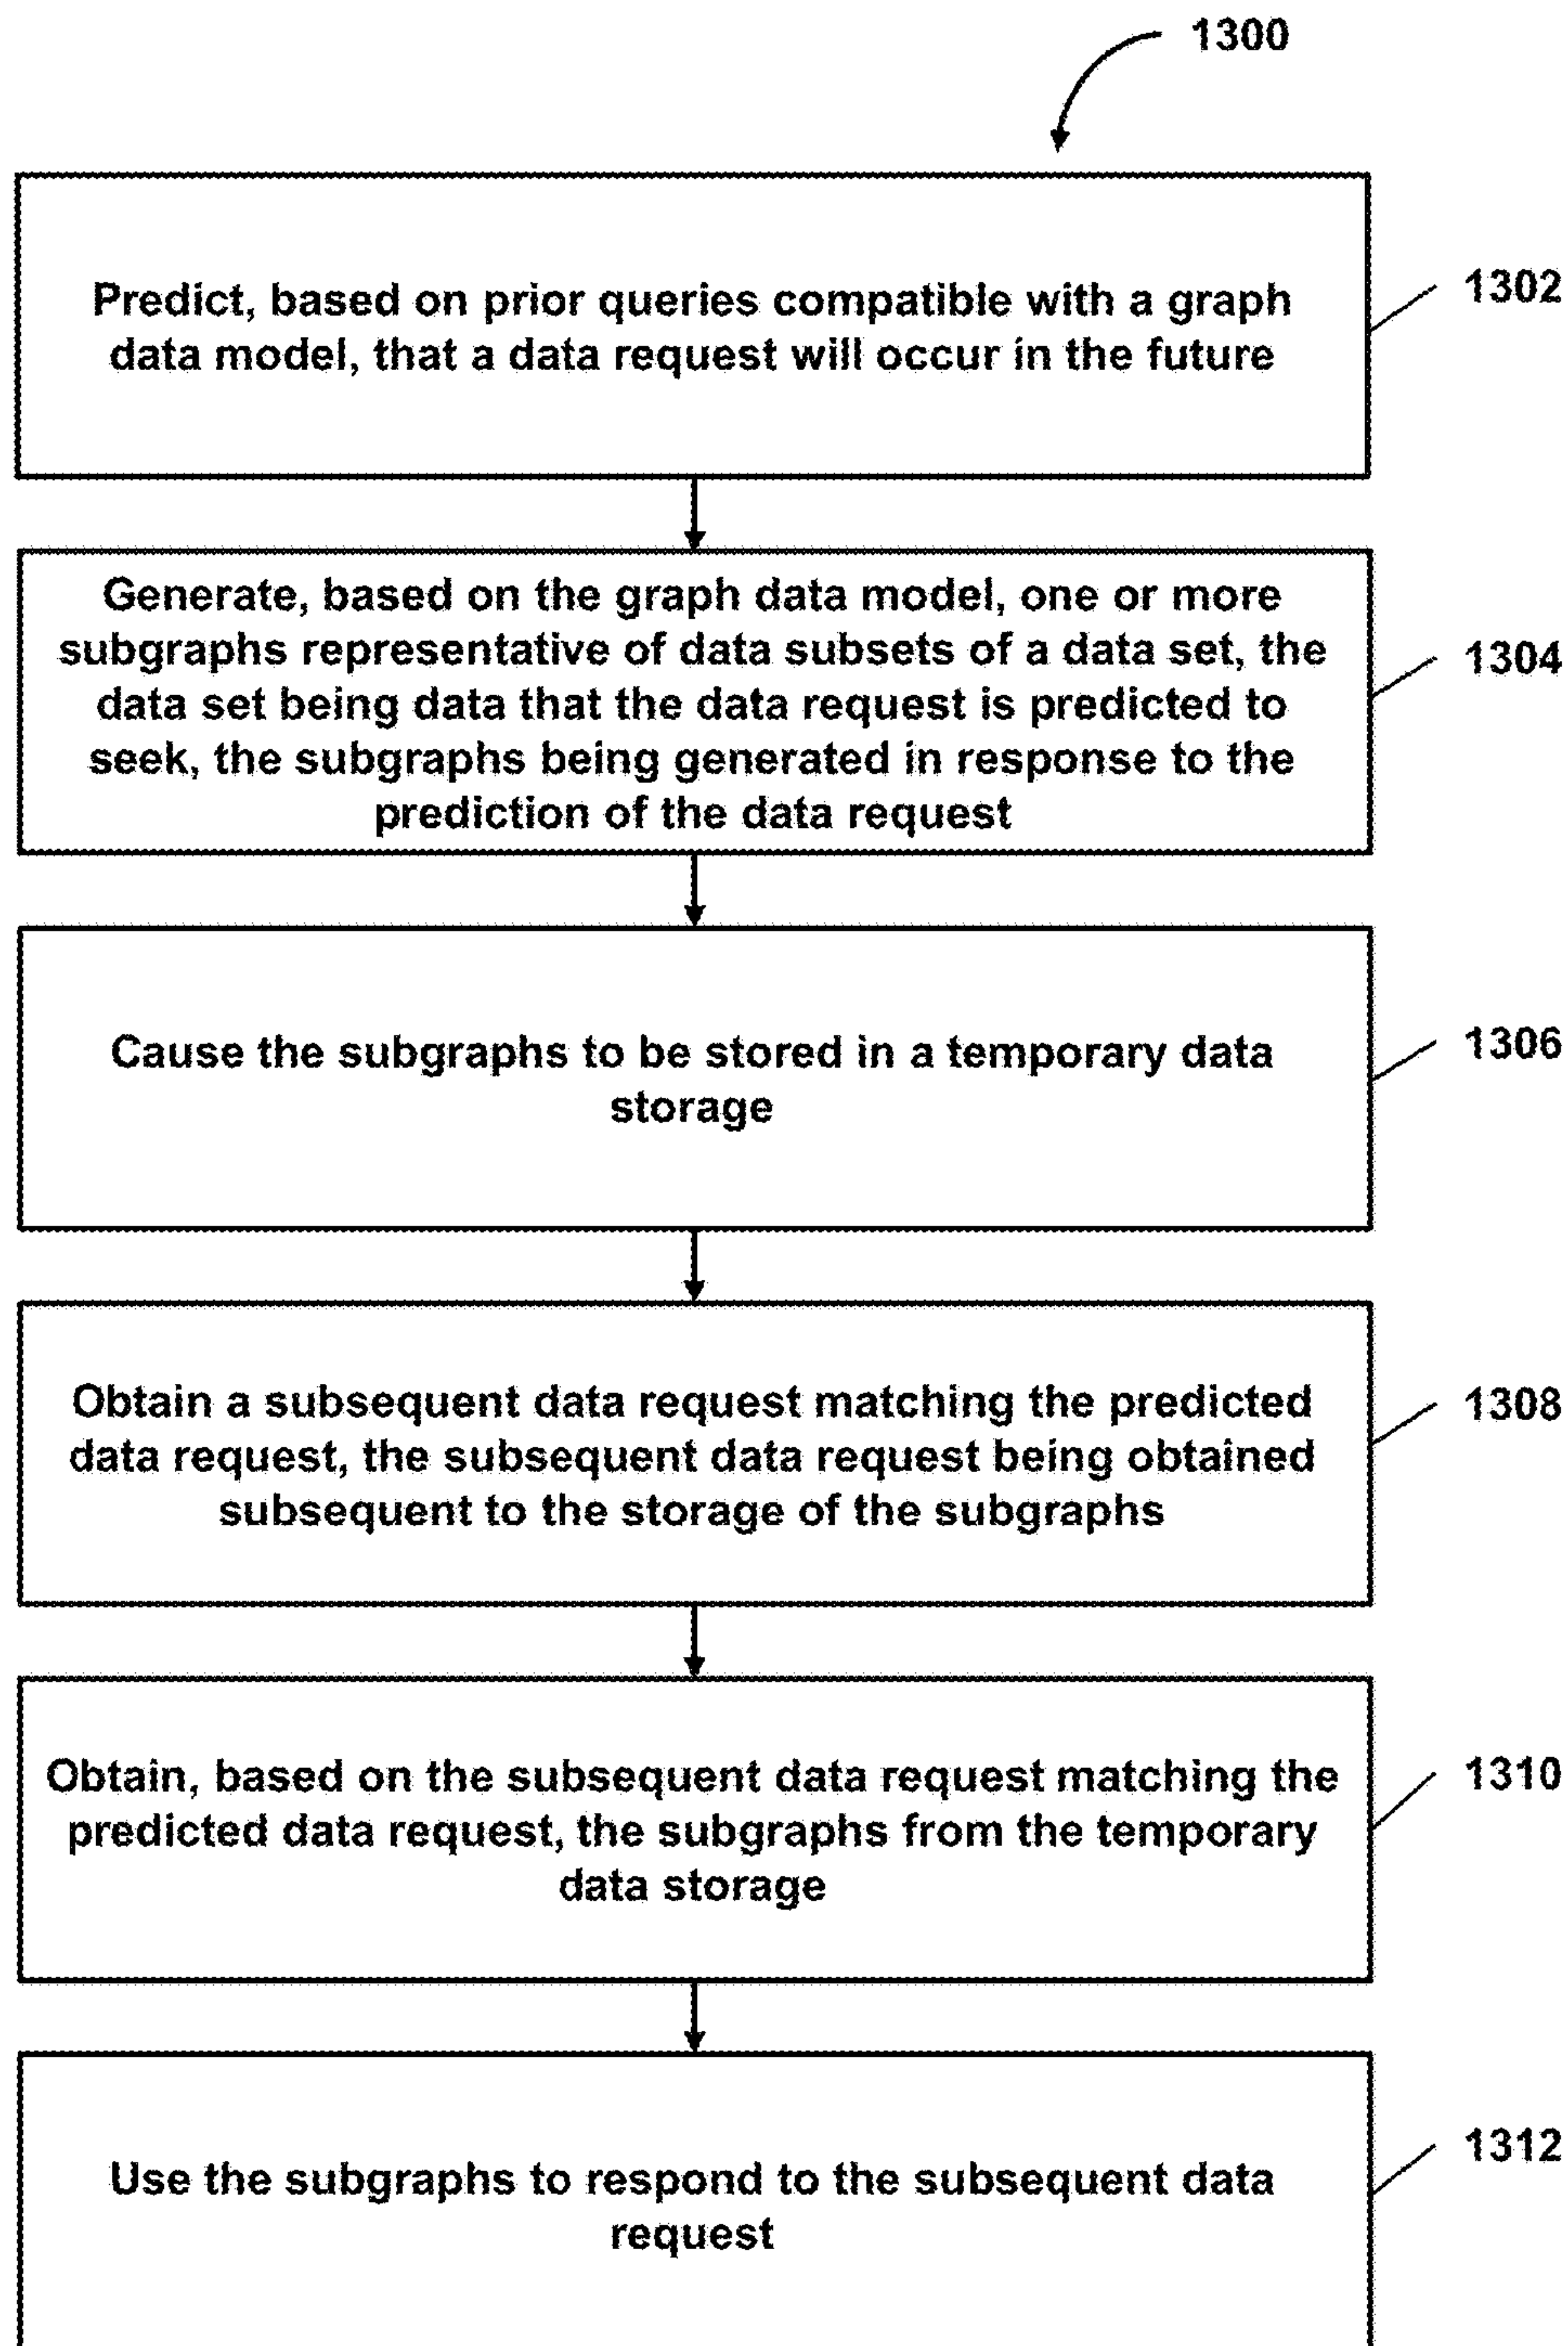 1300
Predict, based on prior queries compatible with a graph
data model, that a data request will occur in the future
1302
Generate, based on the graph data model, one or more
subgraphs representative of data subsets of a data set, the
data set being data that the data request is predicted to
seek, the subgraphs being generated in response to the
prediction of the data request
1304
Cause the subgraphs to be stored in a temporary data
storage
1306
Obtain a subsequent data request matching the predicted
data request, the subsequent data request being obtained
subsequent to the storage of the subgraphs
1308
Obtain, based on the subsequent data request matching the
predicted data request, the subgraphs from the temporary
data storage
1310
Use the subgraphs to respond to the subsequent data
request
1312